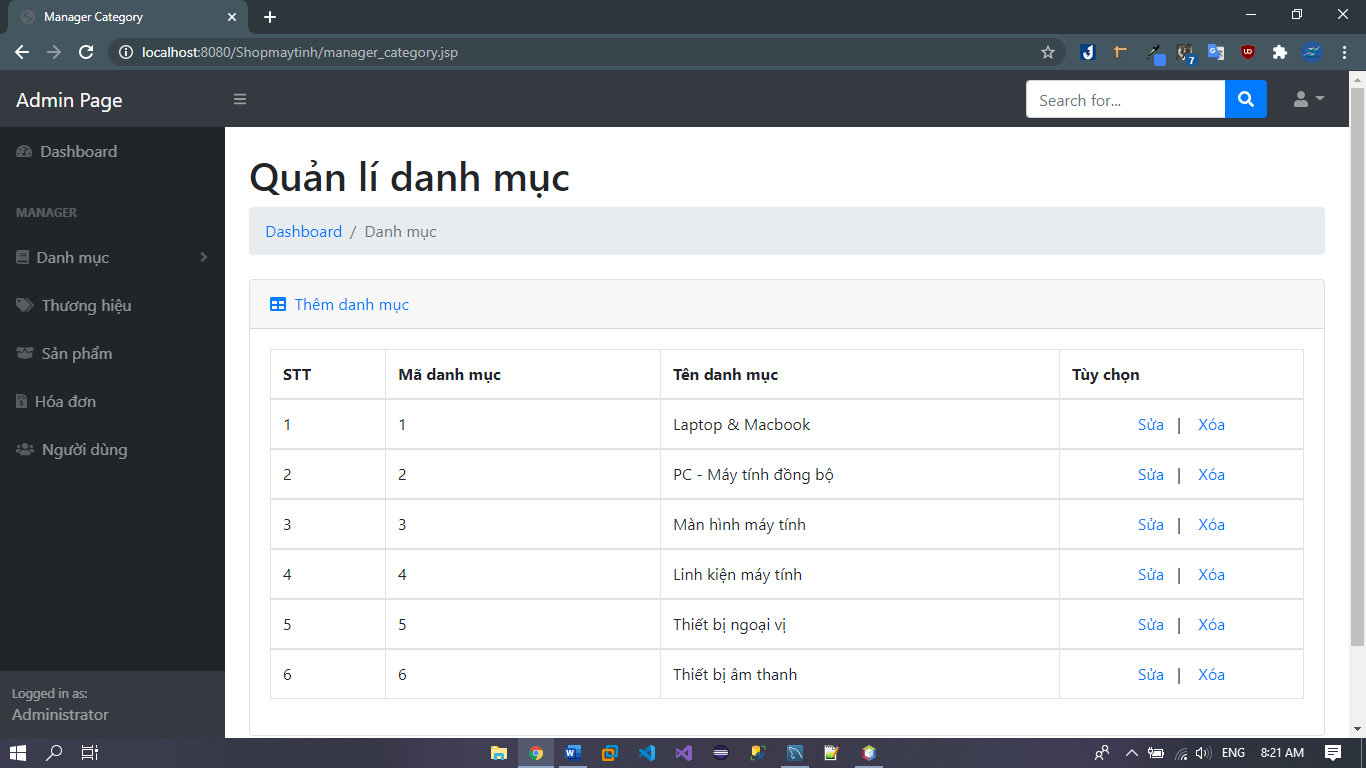 Manager Category
localhost:8080/Shopmaytinh/manager_category.jsp
7
Admin Page
Search for...
Dashboard
MANAGER
Danh mục
Thương hiệu
Sản phẩm
Hóa đơn
Người dùng
Logged in as:
Administrator
Quản lí danh mục
Dashboard / Danh mục
Thêm danh mục
STT Mã danh mục Tên danh mục Tùy chọn
1 1 Laptop & Macbook Sửa | Xóa
2 2 PC - Máy tính đồng bộ Sửa | Xóa
3 3 Màn hình máy tính Sửa | Xóa
4 4 Linh kiện máy tính Sửa | Xóa
5 5 Thiết bị ngoại vị Sửa | Xóa
6 6 Thiết bị âm thanh Sửa | Xóa
ENG 8:21 AM